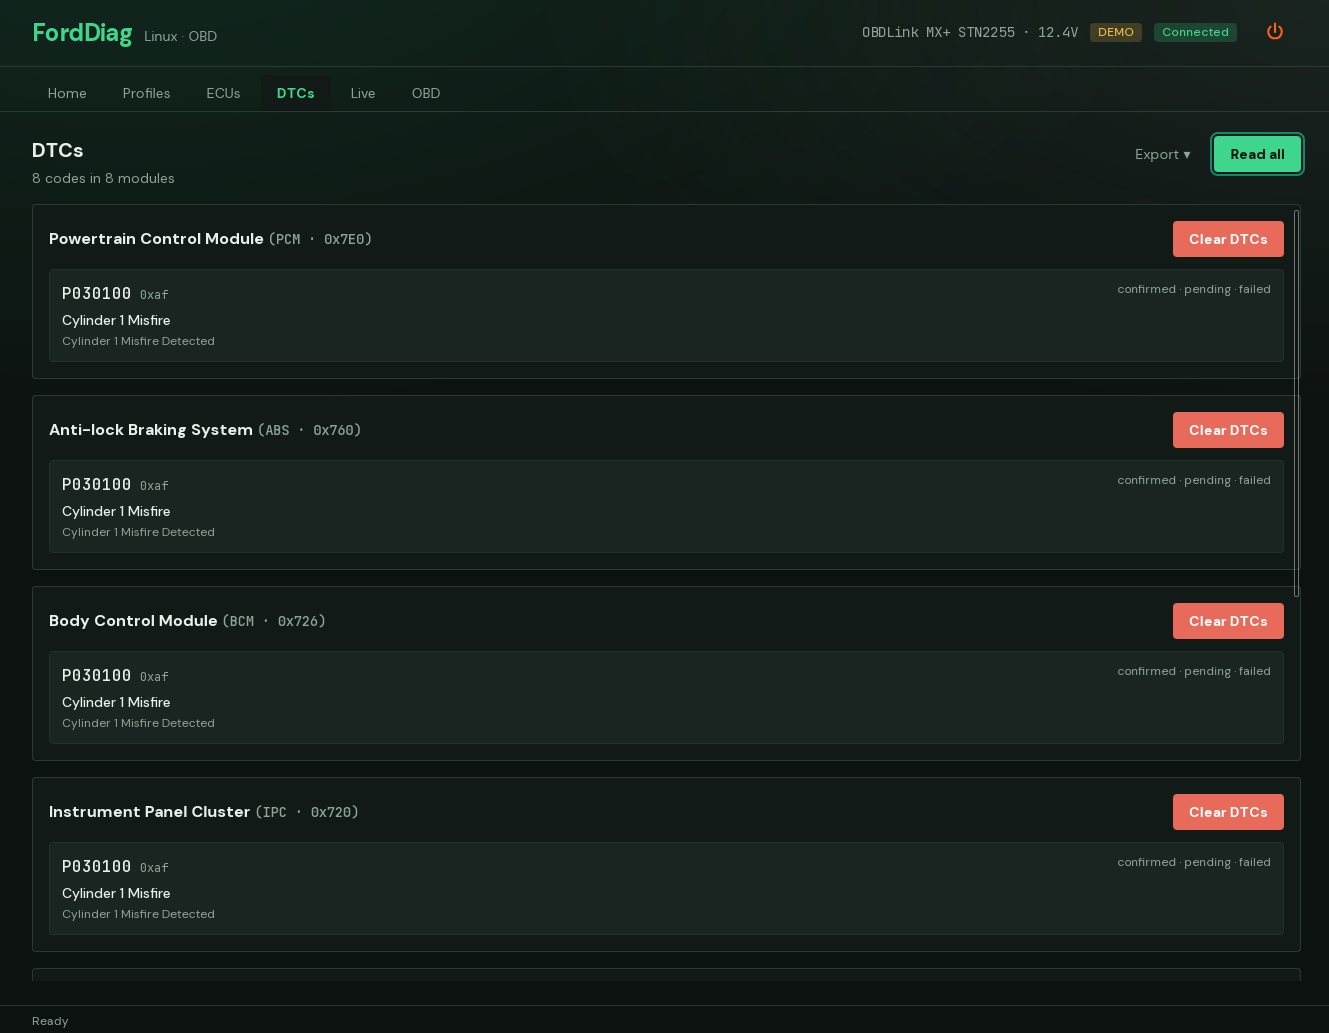 FordDiag Linux · OBD
OBDLink MX+ STN2255 · 12.4V DEMO Connected
Home Profiles ECUs DTCs Live OBD
DTCs
8 codes in 8 modules
Export ▾ Read all
Powertrain Control Module (PCM · 0x7E0) Clear DTCs
P030100 0xaf confirmed · pending · failed
Cylinder 1 Misfire
Cylinder 1 Misfire Detected
Anti-lock Braking System (ABS · 0x760) Clear DTCs
P030100 0xaf confirmed · pending · failed
Cylinder 1 Misfire
Cylinder 1 Misfire Detected
Body Control Module (BCM · 0x726) Clear DTCs
P030100 0xaf confirmed · pending · failed
Cylinder 1 Misfire
Cylinder 1 Misfire Detected
Instrument Panel Cluster (IPC · 0x720) Clear DTCs
P030100 0xaf confirmed · pending · failed
Cylinder 1 Misfire
Cylinder 1 Misfire Detected
Ready